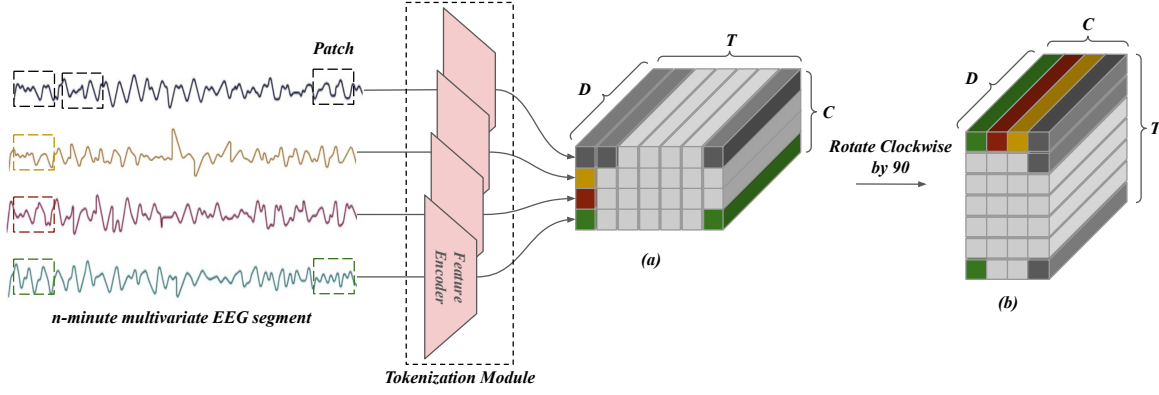 Patch
n-minute multivariate EEG segment
Feature
Encoder
Tokenization Module
D
T
C
(a)
Rotate Clockwise
by 90
D
C
T
(b)